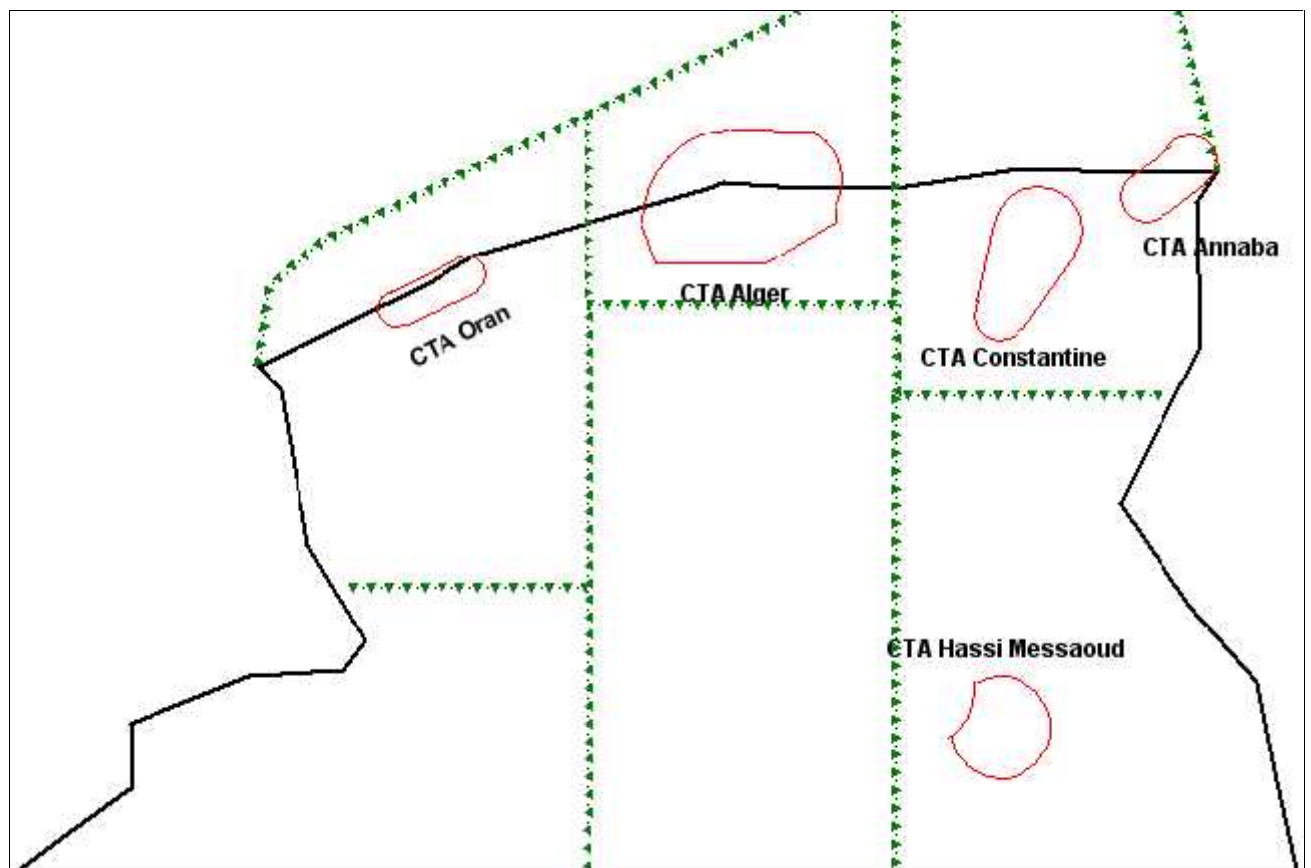 CTA Annaba
CTA Alger
CTA Oran
CTA Constantine
CTA Hassi Messaoud